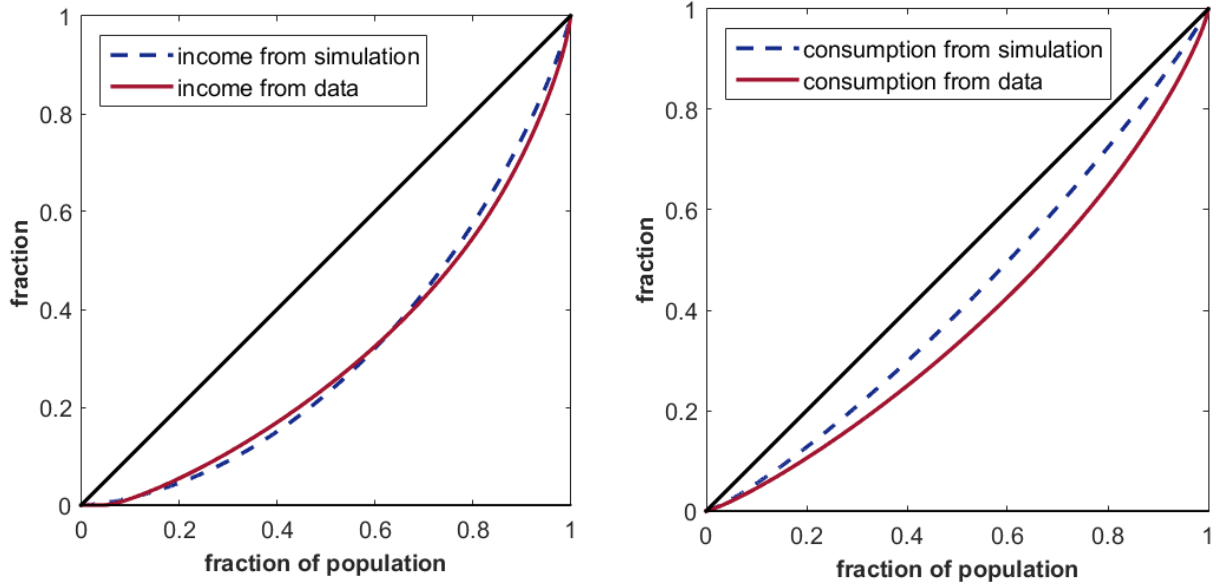 income from simulation
income from data
1
0.8
0.6
0.4
0.2
0
fraction
0 0.2 0.4 0.6 0.8 1
fraction of population
consumption from simulation
consumption from data
1
0.8
0.6
0.4
0.2
0
fraction
0 0.2 0.4 0.6 0.8 1
fraction of population